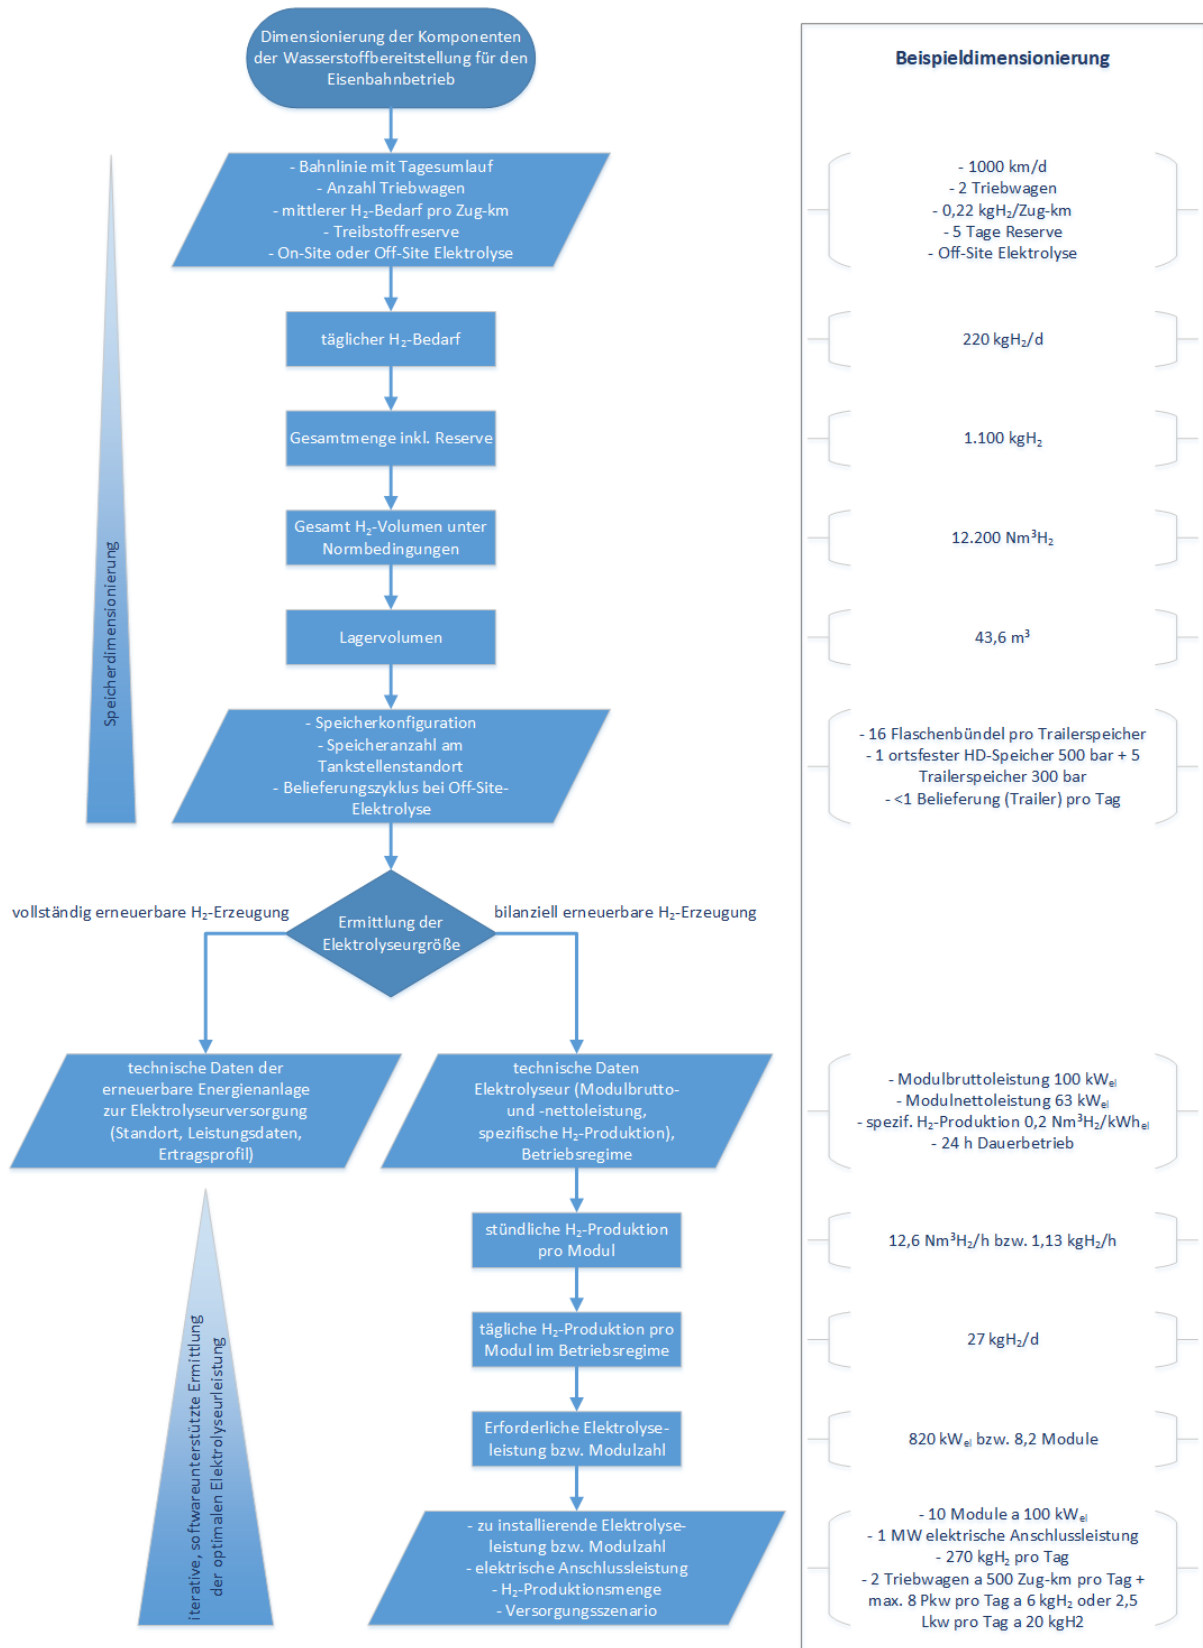 Dimensionierung der Komponenten
der Wasserstoffbereitstellung für den
Eisenbahnbetrieb
Beispieldimensionierung
- Bahnlinie mit Tagesumlauf
- Anzahl Triebwagen
- mittlerer H₂-Bedarf pro Zug-km
- Treibstoffreserve
- On-Site oder Off-Site Elektrolyse
- 1000 km/d
- 2 Triebwagen
- 0,22 kgH₂/Zug-km
- 5 Tage Reserve
- Off-Site Elektrolyse
täglicher H₂-Bedarf
220 kgH₂/d
Gesamtmenge inkl. Reserve
1.100 kgH₂
Gesamt H₂-Volumen unter
Normbedingungen
12.200 Nm³H₂
Lagervolumen
43,6 m³
Speicherdimensionierung
- Speicherkonfiguration
- Speicheranzahl am
Tankstellenstandort
- Belieferungszyklus bei Off-Site-
Elektrolyse
- 16 Flaschenbündel pro Trailerspeicher
- 1 ortsfester HD-Speicher 500 bar + 5
Trailerspeicher 300 bar
- <1 Belieferung (Trailer) pro Tag
vollständig erneuerbare H₂-Erzeugung
Ermittlung der
Elektrolyseurgröße
bilanziell erneuerbare H₂-Erzeugung
technische Daten der
erneuerbare Energienanlage
zur Elektrolyseurversorgung
(Standort, Leistungsdaten,
Ertragsprofil)
technische Daten
Elektrolyseur (Modulbrutto-
und -nettoleistung,
spezifische H₂-Produktion),
Betriebsregime
- Modulbruttoleistung 100 kWₑₗ
- Modulnettoleistung 63 kWₑₗ
- spezif. H₂-Produktion 0,2 Nm³H₂/kWhₑₗ
- 24 h Dauerbetrieb
stündliche H₂-Produktion
pro Modul
12,6 Nm³H₂/h bzw. 1,13 kgH₂/h
tägliche H₂-Produktion pro
Modul im Betriebsregime
27 kgH₂/d
Erforderliche Elektrolyse-
leistung bzw. Modulzahl
820 kWₑₗ bzw. 8,2 Module
iterative, softwareunterstützte Ermittlung
der optimalen Elektrolyseurleistung
- zu installierende Elektrolyse-
leistung bzw. Modulzahl
- elektrische Anschlussleistung
- H₂-Produktionsmenge
- Versorgungsszenario
- 10 Module a 100 kWₑₗ
- 1 MW elektrische Anschlussleistung
- 270 kgH₂ pro Tag
- 2 Triebwagen a 500 Zug-km pro Tag +
max. 8 Pkw pro Tag a 6 kgH₂ oder 2,5
Lkw pro Tag a 20 kgH2